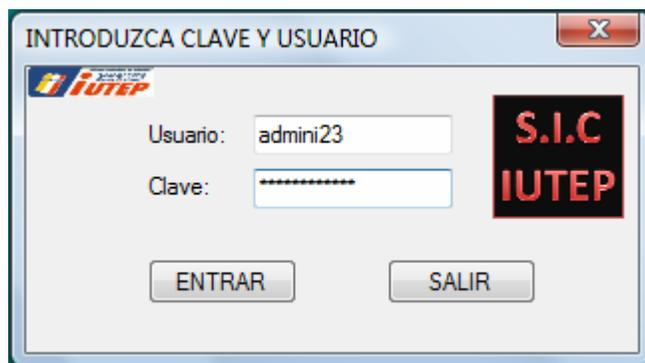 INTRODUZCA CLAVE Y USUARIO
IUTEP
Usuario: admini23
S.I.C
IUTEP
Clave: ************
ENTRAR SALIR